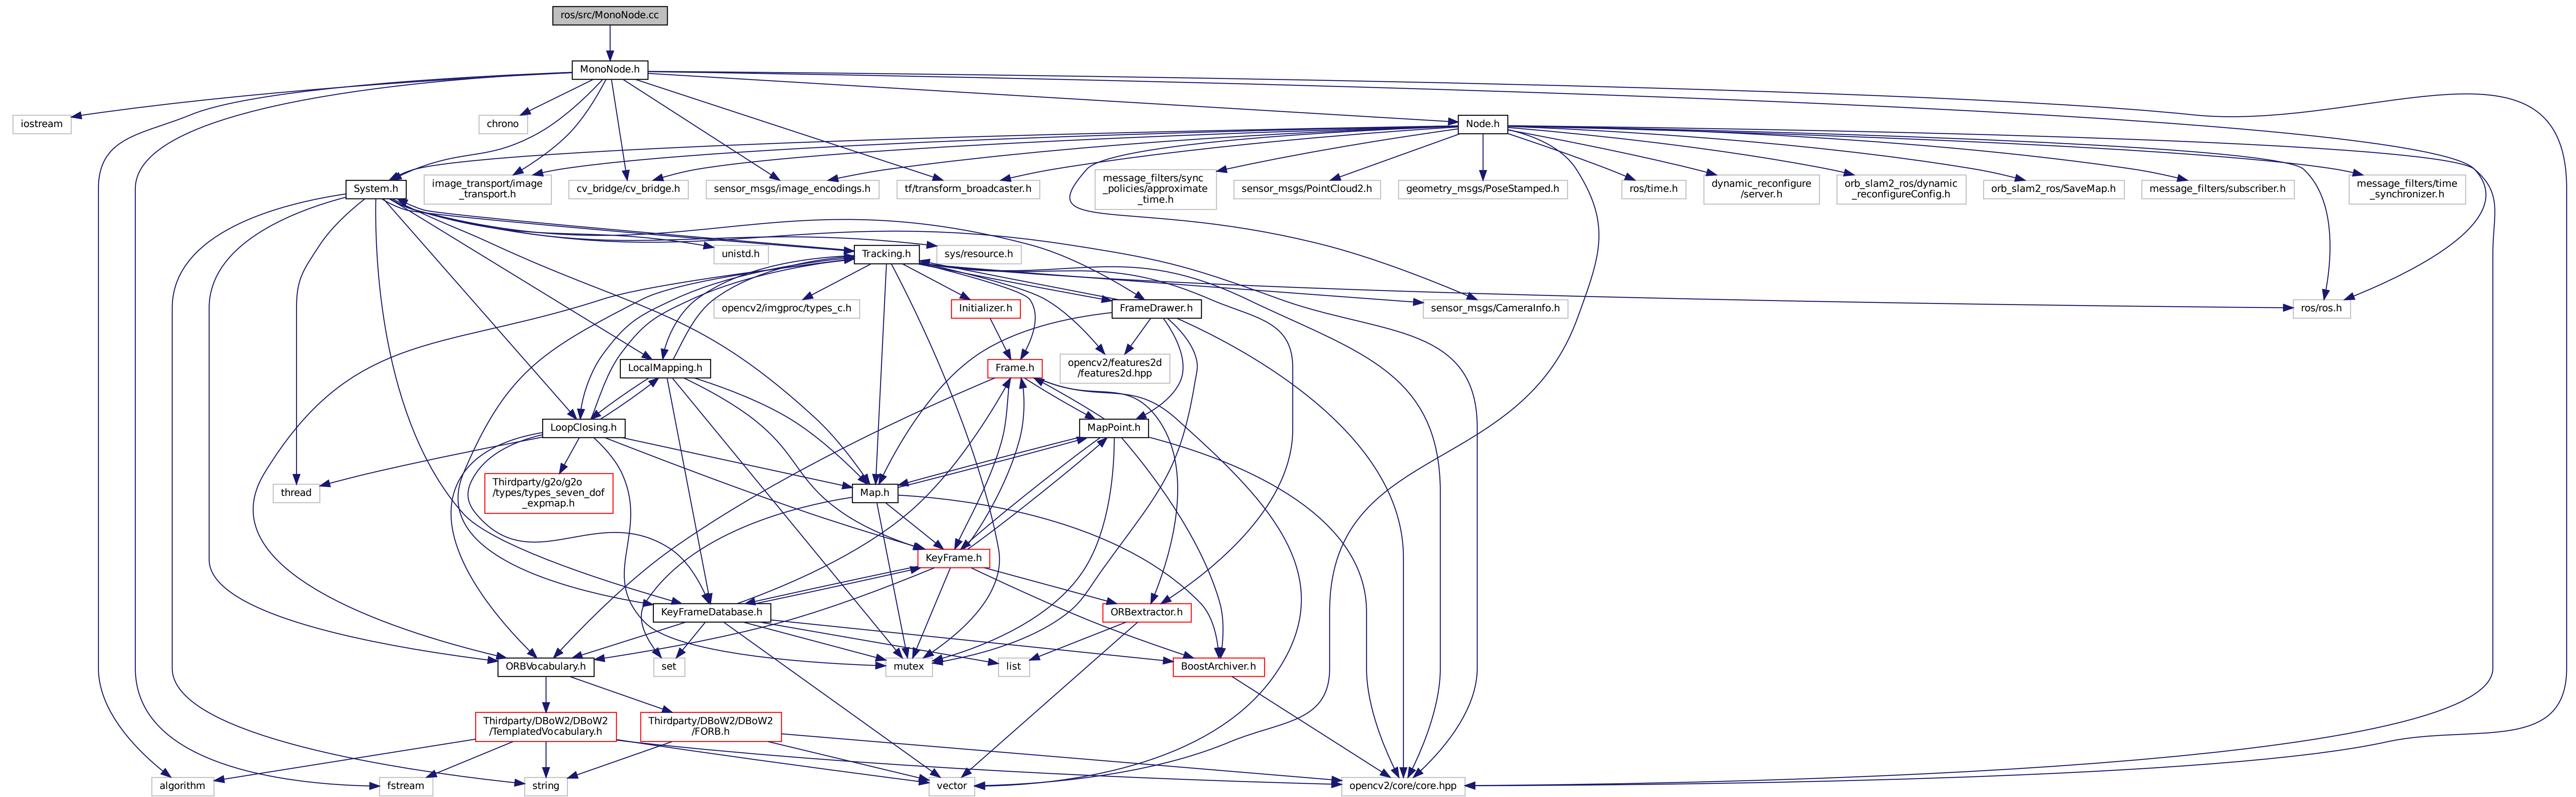 ros/src/MonoNode.cc
MonoNode.h
iostream
chrono
Node.h
System.h
image_transport/image
_transport.h
cv_bridge/cv_bridge.h
sensor_msgs/image_encodings.h
tf/transform_broadcaster.h
message_filters/sync
_policies/approximate
_time.h
sensor_msgs/PointCloud2.h
geometry_msgs/PoseStamped.h
ros/time.h
dynamic_reconfigure
/server.h
orb_slam2_ros/dynamic
_reconfigureConfig.h
orb_slam2_ros/SaveMap.h
message_filters/subscriber.h
message_filters/time
_synchronizer.h
unistd.h
Tracking.h
sys/resource.h
opencv2/imgproc/types_c.h
Initializer.h
FrameDrawer.h
sensor_msgs/CameraInfo.h
ros/ros.h
LocalMapping.h
Frame.h
opencv2/features2d
/features2d.hpp
LoopClosing.h
MapPoint.h
thread
Thirdparty/g2o/g2o
/types/types_seven_dof
_expmap.h
Map.h
KeyFrame.h
KeyFrameDatabase.h
ORBextractor.h
ORBVocabulary.h
set
mutex
list
BoostArchiver.h
Thirdparty/DBoW2/DBoW2
/TemplatedVocabulary.h
Thirdparty/DBoW2/DBoW2
/FORB.h
algorithm
fstream
string
vector
opencv2/core/core.hpp